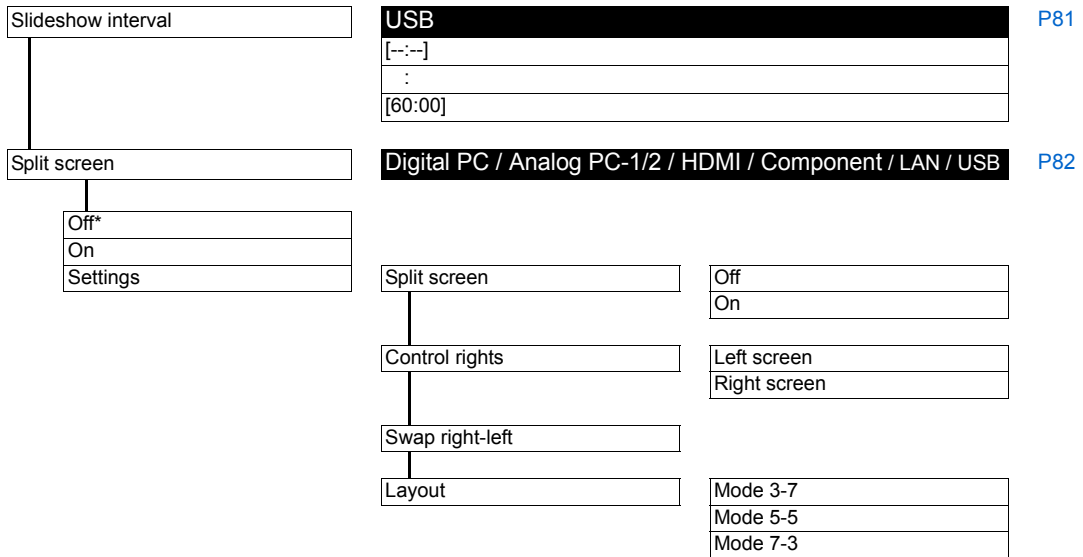 Slideshow interval USB P81
[--:--]
:
[60:00]
Split screen Digital PC / Analog PC-1/2 / HDMI / Component / LAN / USB P82
Off*
On
Settings Split screen Off
On
Control rights Left screen
Right screen
Swap right-left
Layout Mode 3-7
Mode 5-5
Mode 7-3